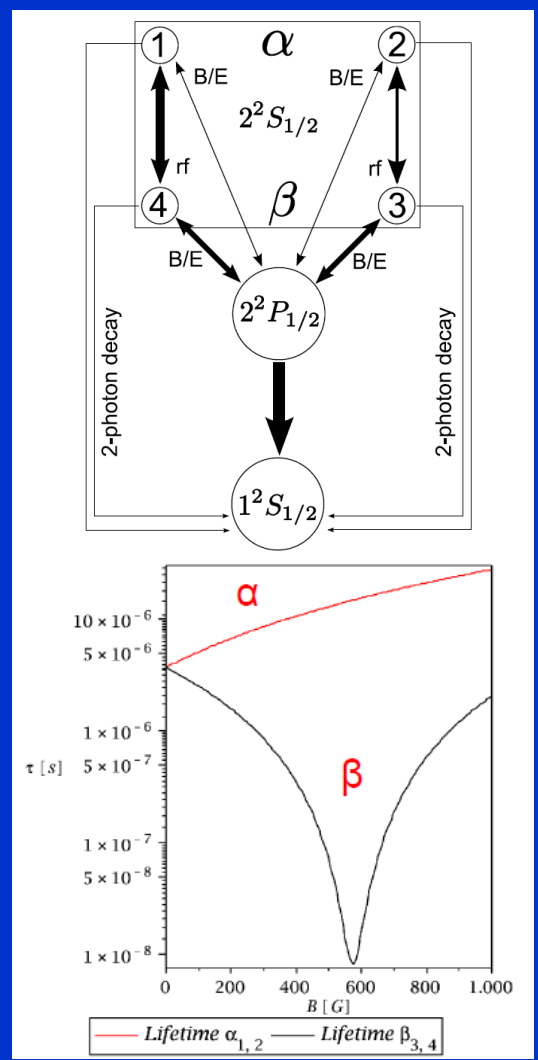 1 α 2
B/E B/E
2²S₁/₂
rf rf
4 β 3
B/E B/E
2²P₁/₂
2-photon decay 2-photon decay
1²S₁/₂
α
10 × 10⁻⁶
5 × 10⁻⁶
1 × 10⁻⁶
τ [s]
5 × 10⁻⁷
β
1 × 10⁻⁷
5 × 10⁻⁸
1 × 10⁻⁸
0 200 400 600 800 1.000
B [G]
Lifetime α₁,₂ Lifetime β₃,₄